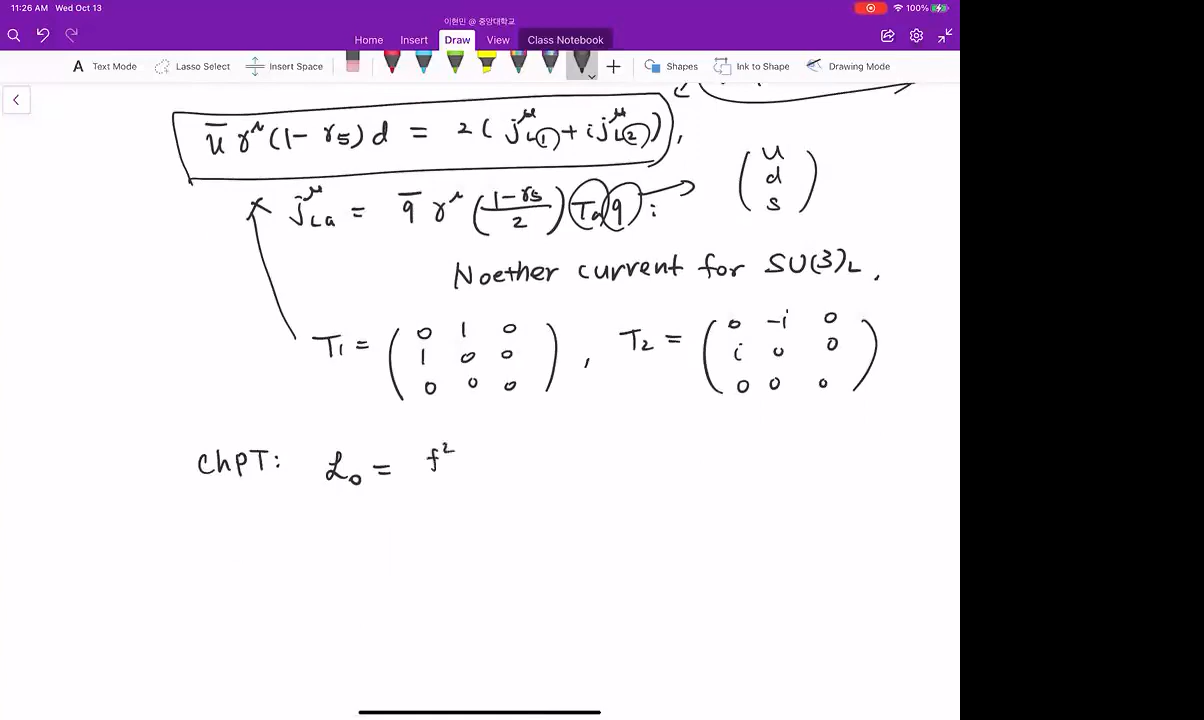 11:26 AM Wed Oct 13
100%
이현민 @ 중앙대학교
Home Insert Draw View Class Notebook
A Text Mode Lasso Select Insert Space Shapes Ink to Shape Drawing Mode
ū γ^μ (1 - γ5) d = 2 ( j^μ_L1 + i j^μ_L2 ),
j^μ_La = q̄ γ^μ ( (1-γ5)/2 ) Ta q : ( u d s )
Noether current for SU(3)L.
T1 = ( 0 1 0 / 1 0 0 / 0 0 0 ) , T2 = ( 0 -i 0 / i 0 0 / 0 0 0 )
ChPT: ℒ0 = f²